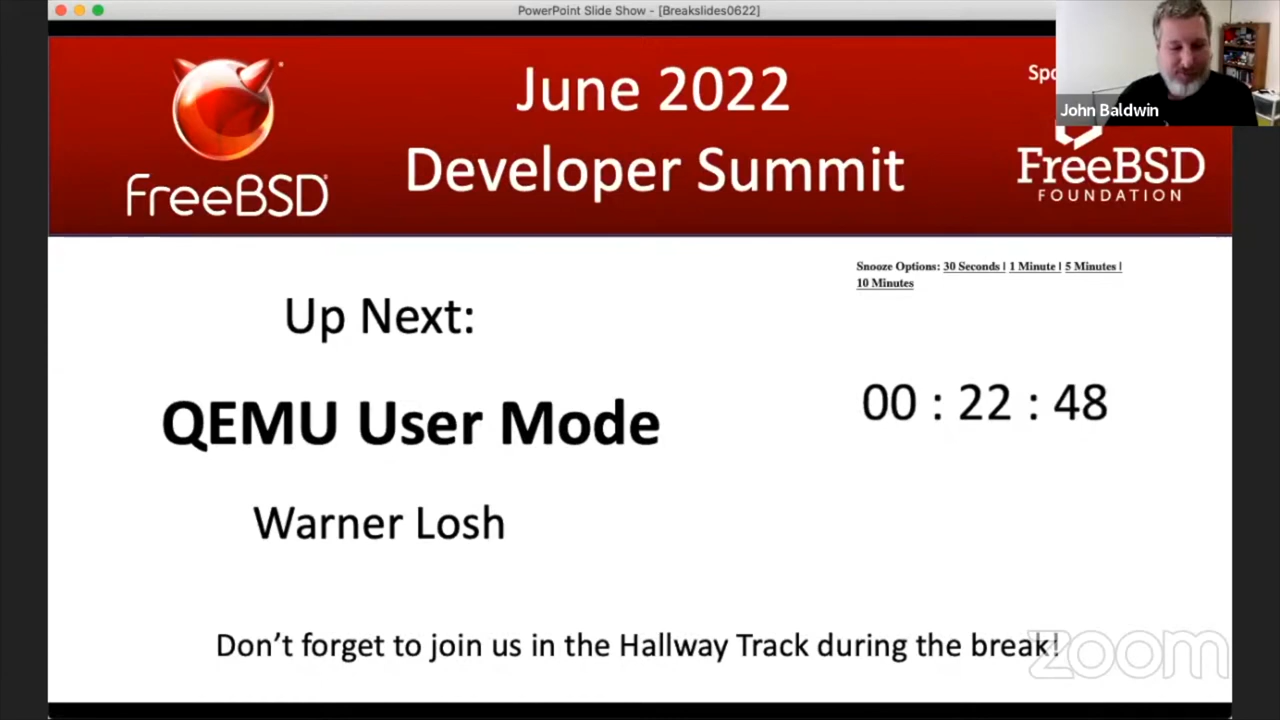 PowerPoint Slide Show - [Breakslides0622]
June 2022
Developer Summit
FreeBSD
John Baldwin
FreeBSD
FOUNDATION
Snooze Options: 30 Seconds | 1 Minute | 5 Minutes |
10 Minutes
Up Next:
00 : 22 : 48
QEMU User Mode
Warner Losh
Don't forget to join us in the Hallway Track during the break!
zoom